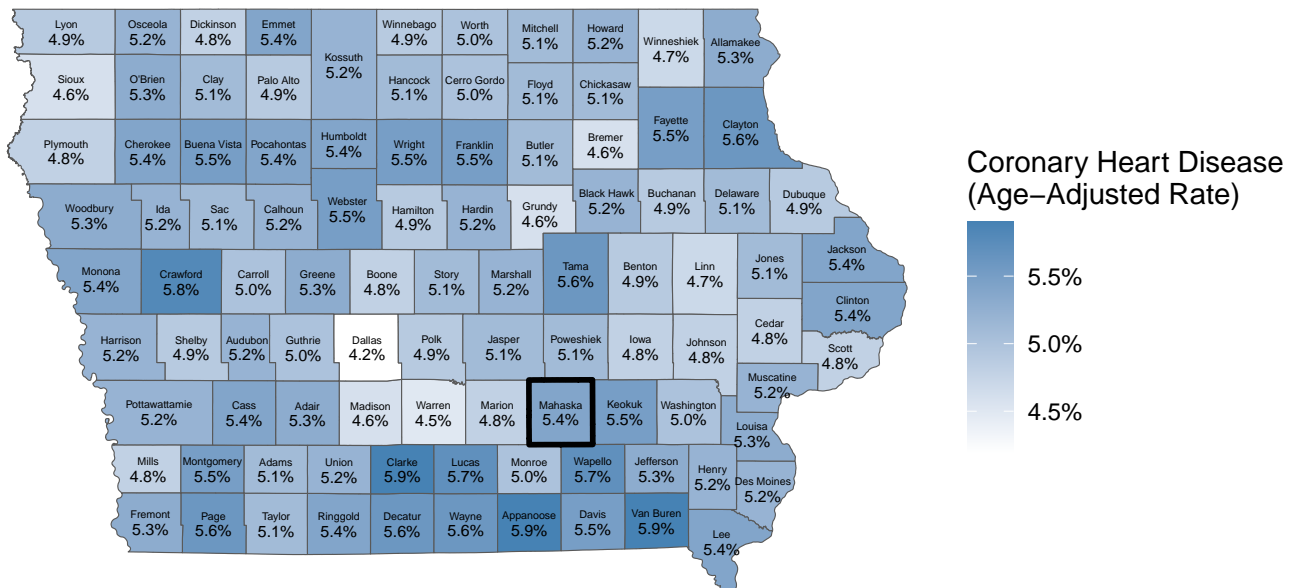 Lyon
4.9%
Osceola
5.2%
Dickinson
4.8%
Emmet
5.4%
Kossuth
5.2%
Winnebago
4.9%
Worth
5.0%
Mitchell
5.1%
Howard
5.2%
Winneshiek
4.7%
Allamakee
5.3%
Sioux
4.6%
O'Brien
5.3%
Clay
5.1%
Palo Alto
4.9%
Hancock
5.1%
Cerro Gordo
5.0%
Floyd
5.1%
Chickasaw
5.1%
Fayette
5.5%
Clayton
5.6%
Plymouth
4.8%
Cherokee
5.4%
Buena Vista
5.5%
Pocahontas
5.4%
Humboldt
5.4%
Wright
5.5%
Franklin
5.5%
Butler
5.1%
Bremer
4.6%
Woodbury
5.3%
Ida
5.2%
Sac
5.1%
Calhoun
5.2%
Webster
5.5%
Hamilton
4.9%
Hardin
5.2%
Grundy
4.6%
Black Hawk
5.2%
Buchanan
4.9%
Delaware
5.1%
Dubuque
4.9%
Monona
5.4%
Crawford
5.8%
Carroll
5.0%
Greene
5.3%
Boone
4.8%
Story
5.1%
Marshall
5.2%
Tama
5.6%
Benton
4.9%
Linn
4.7%
Jones
5.1%
Jackson
5.4%
Clinton
5.4%
Harrison
5.2%
Shelby
4.9%
Audubon
5.2%
Guthrie
5.0%
Dallas
4.2%
Polk
4.9%
Jasper
5.1%
Poweshiek
5.1%
Iowa
4.8%
Johnson
4.8%
Cedar
4.8%
Scott
4.8%
Muscatine
5.2%
Pottawattamie
5.2%
Cass
5.4%
Adair
5.3%
Madison
4.6%
Warren
4.5%
Marion
4.8%
Mahaska
5.4%
Keokuk
5.5%
Washington
5.0%
Louisa
5.3%
Mills
4.8%
Montgomery
5.5%
Adams
5.1%
Union
5.2%
Clarke
5.9%
Lucas
5.7%
Monroe
5.0%
Wapello
5.7%
Jefferson
5.3%
Henry
5.2%
Des Moines
5.2%
Fremont
5.3%
Page
5.6%
Taylor
5.1%
Ringgold
5.4%
Decatur
5.6%
Wayne
5.6%
Appanoose
5.9%
Davis
5.5%
Van Buren
5.9%
Lee
5.4%
Coronary Heart Disease
(Age−Adjusted Rate)
5.5%
5.0%
4.5%